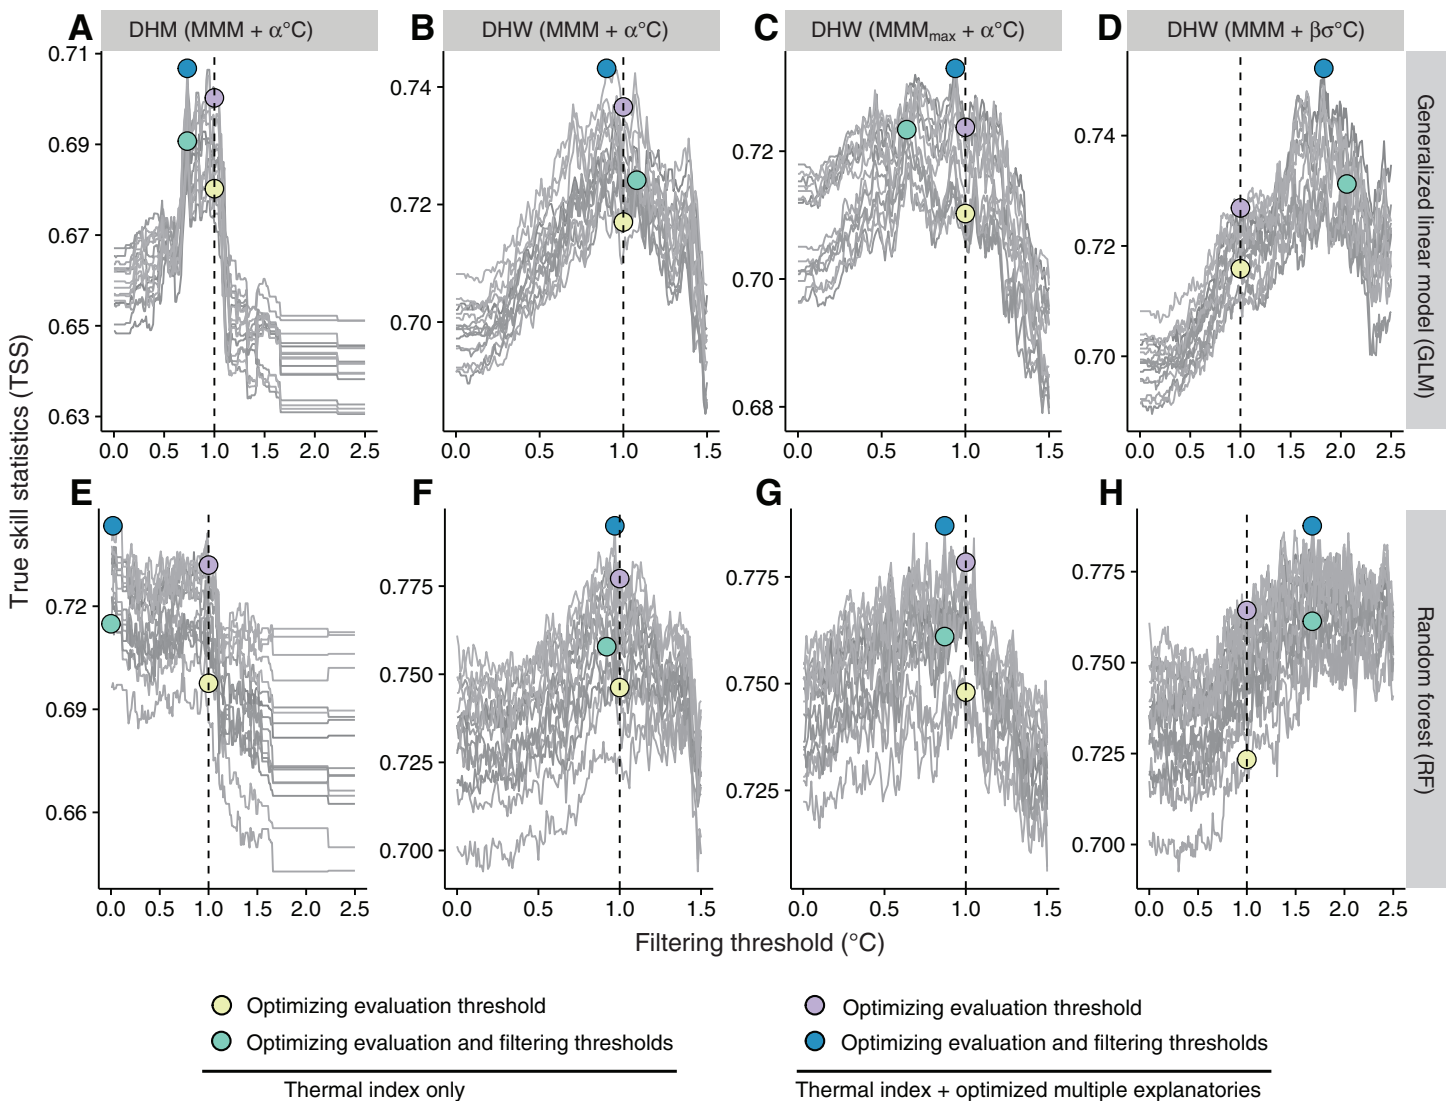 A DHM (MMM + α°C)
B DHW (MMM + α°C)
C DHW (MMMmax + α°C)
D DHW (MMM + βσ°C)
True skill statistics (TSS)
0.71
0.69
0.67
0.65
0.63
0.0 0.5 1.0 1.5 2.0 2.5
0.74
0.72
0.70
0.0 0.5 1.0 1.5
0.72
0.70
0.68
0.0 0.5 1.0 1.5
0.74
0.72
0.70
0.0 0.5 1.0 1.5 2.0 2.5
Generalized linear model (GLM)
E
0.72
0.69
0.66
0.0 0.5 1.0 1.5 2.0 2.5
F
0.775
0.750
0.725
0.700
0.0 0.5 1.0 1.5
G
0.775
0.750
0.725
0.0 0.5 1.0 1.5
H
0.775
0.750
0.725
0.700
0.0 0.5 1.0 1.5 2.0 2.5
Random forest (RF)
Filtering threshold (°C)
Optimizing evaluation threshold
Optimizing evaluation and filtering thresholds
Thermal index only
Optimizing evaluation threshold
Optimizing evaluation and filtering thresholds
Thermal index + optimized multiple explanatories